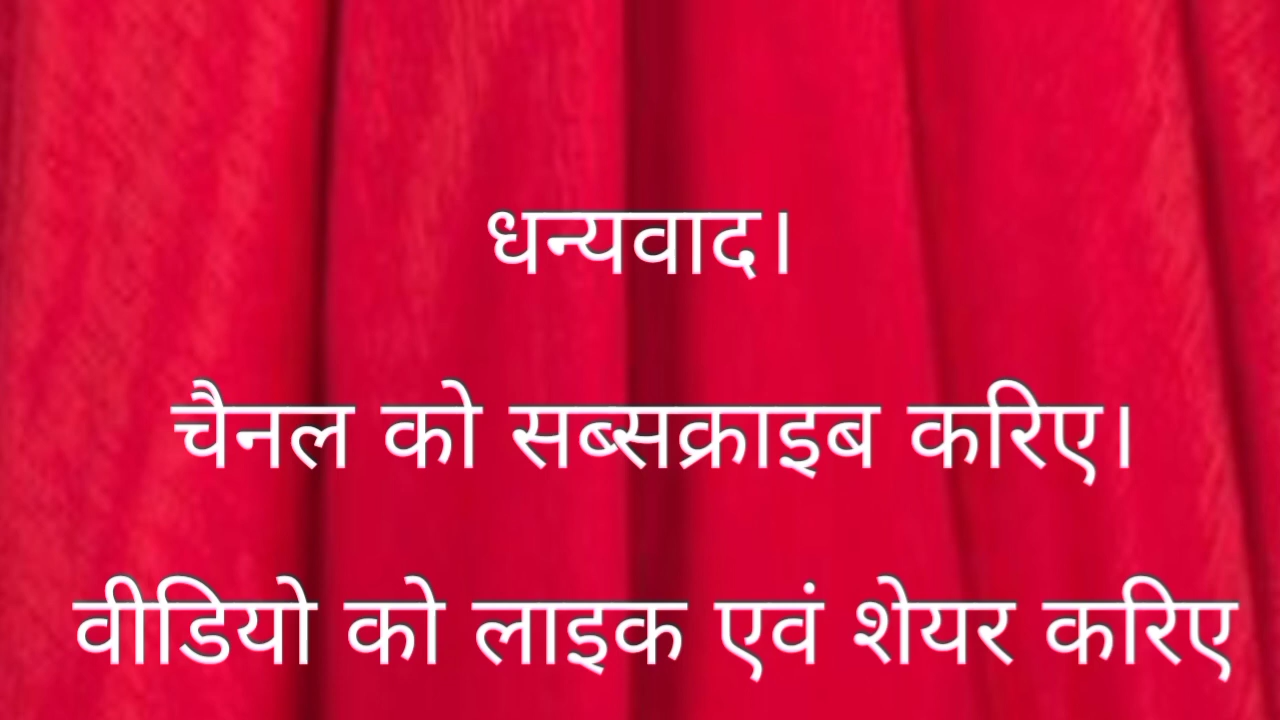 धन्यवाद।
चैनल को सब्सक्राइब करिए।
वीडियो को लाइक एवं शेयर करिए